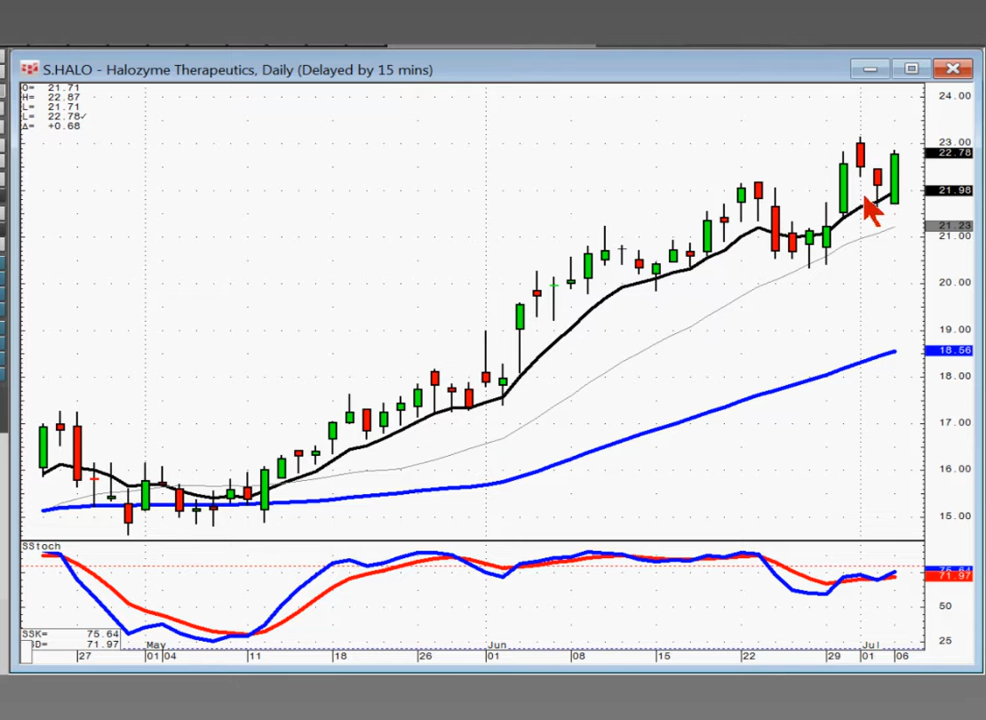 S.HALO - Halozyme Therapeutics, Daily (Delayed by 15 mins)
O= 21.71
H= 22.87
L= 21.71
L= 22.78✓
Δ= +0.68
24.00
23.00
22.78
21.98
21.23
21.00
20.00
19.00
18.56
18.00
17.00
16.00
15.00
SStoch
71.97
50
25
SSK= 75.64
D= 71.97
May
Jun
Jul
27 01 04 11 18 26 01 08 15 22 29 01 06